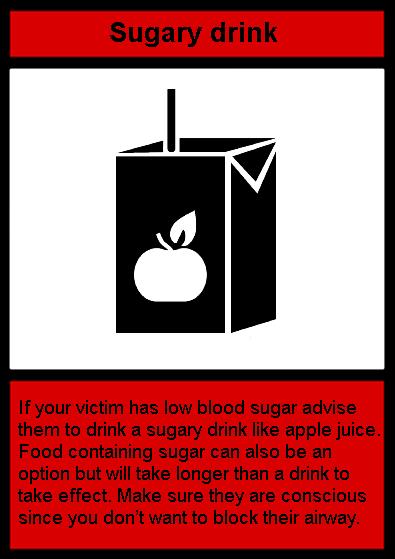 Sugary drink
If your victim has low blood sugar advise
them to drink a sugary drink like apple juice.
Food containing sugar can also be an
option but will take longer than a drink to
take effect. Make sure they are conscious
since you don't want to block their airway.